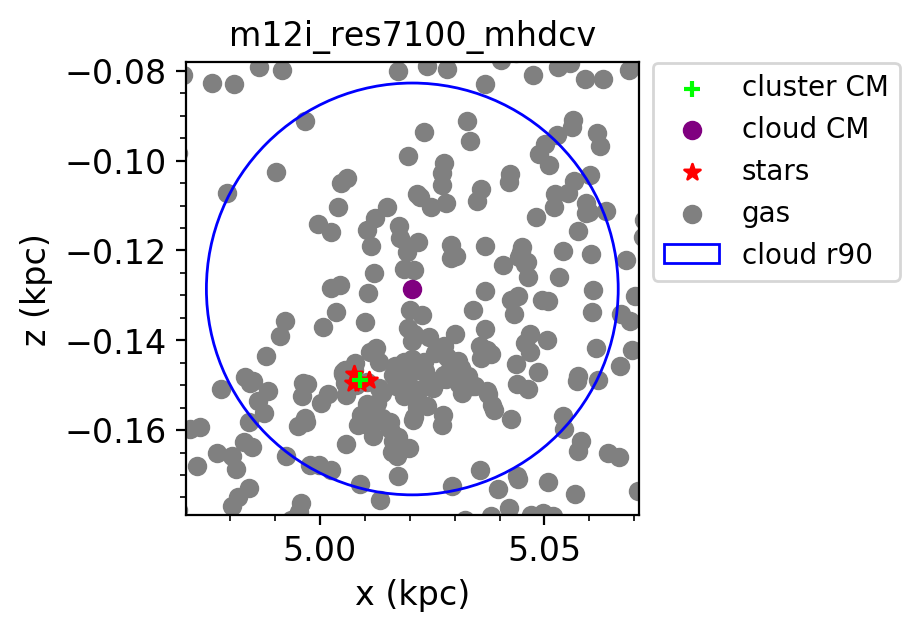 m12i_res7100_mhdcv
−0.08
−0.10
−0.12
−0.14
−0.16
z (kpc)
5.00
5.05
x (kpc)
cluster CM
cloud CM
stars
gas
cloud r90